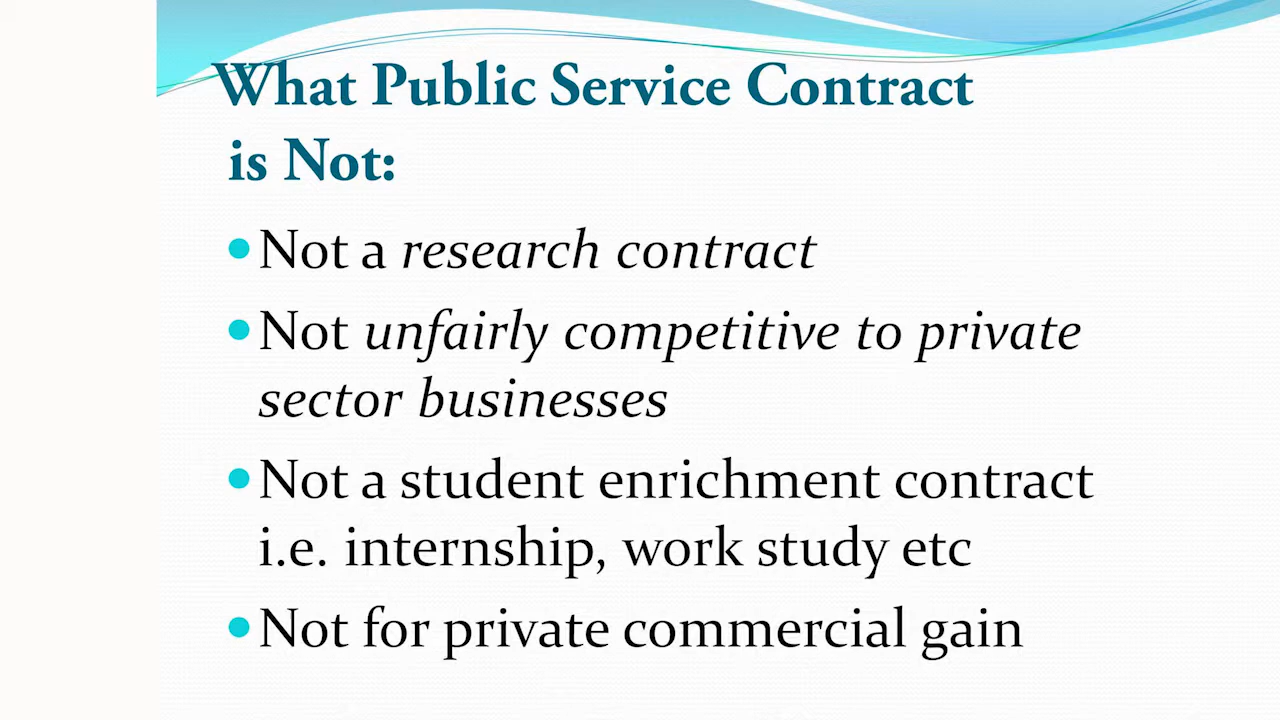 What Public Service Contract
is Not:
•Not a research contract
•Not unfairly competitive to private
sector businesses
•Not a student enrichment contract
i.e. internship, work study etc
•Not for private commercial gain